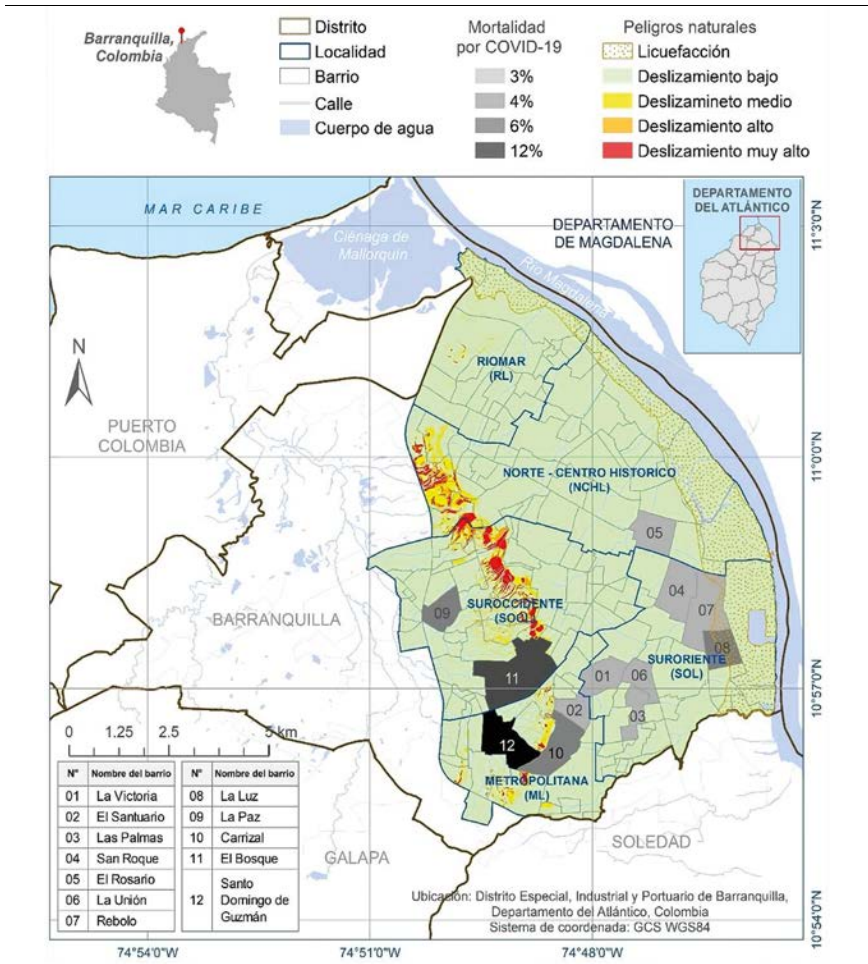 Barranquilla,
Colombia
Distrito
Localidad
Barrio
Calle
Cuerpo de agua
Mortalidad
por COVID-19
3%
4%
6%
12%
Peligros naturales
Licuefacción
Deslizamiento bajo
Deslizamineto medio
Deslizamiento alto
Deslizamiento muy alto
MAR CARIBE
Ciénaga de
Mallorquín
DEPARTAMENTO
DE MAGDALENA
Río Magdalena
DEPARTAMENTO
DEL ATLÁNTICO
11°3'0"N
N
RIOMAR
(RL)
PUERTO
COLOMBIA
11°0'0"N
NORTE - CENTRO HISTORICO
(NCHL)
05
04
07
BARRANQUILLA
SUROCCIDENTE
(SOCL)
09
08
SURORIENTE
(SOL)
11
01
06
10°57'0"N
02
03
12
10
METROPOLITANA
(ML)
0 1.25 2.5 5 km
N° Nombre del barrio N° Nombre del barrio
01 La Victoria 08 La Luz
02 El Santuario 09 La Paz
03 Las Palmas 10 Carrizal
04 San Roque 11 El Bosque
05 El Rosario 12 Santo
06 La Unión Domingo de
07 Rebolo Guzmán
GALAPA
SOLEDAD
Ubicación: Distrito Especial, Industrial y Portuario de Barranquilla,
Departamento del Atlántico, Colombia
Sistema de coordenada: GCS WGS84
10°54'0"N
74°54'0"W 74°51'0"W 74°48'0"W